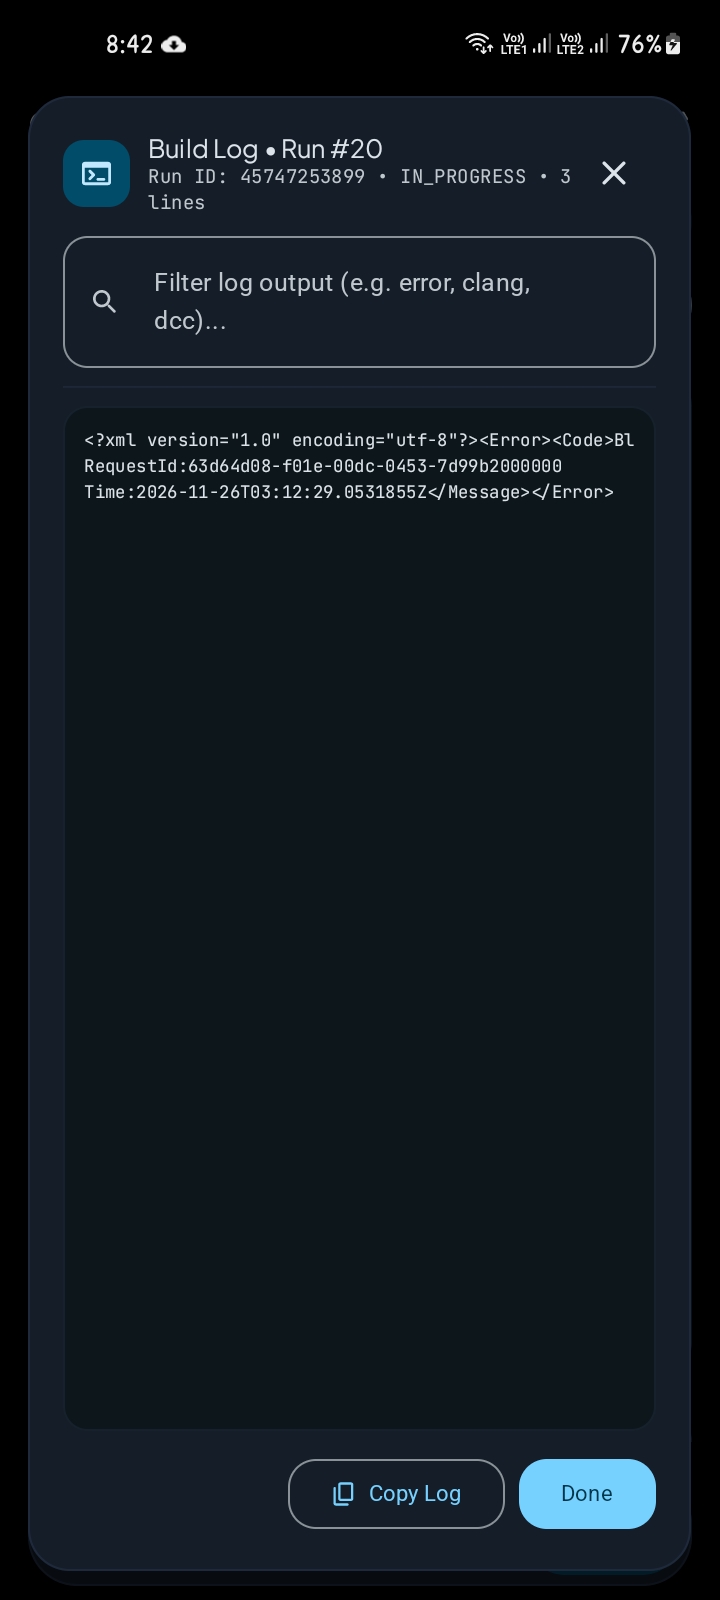 8:42
Vo)) LTE1 Vo)) LTE2 76%
Build Log • Run #20
Run ID: 45747253899 • IN_PROGRESS • 3
lines
Filter log output (e.g. error, clang,
dcc)...
<?xml version="1.0" encoding="utf-8"?><Error><Code>Bl
RequestId:63d64d08-f01e-00dc-0453-7d99b2000000
Time:2026-11-26T03:12:29.0531855Z</Message></Error>
Copy Log
Done